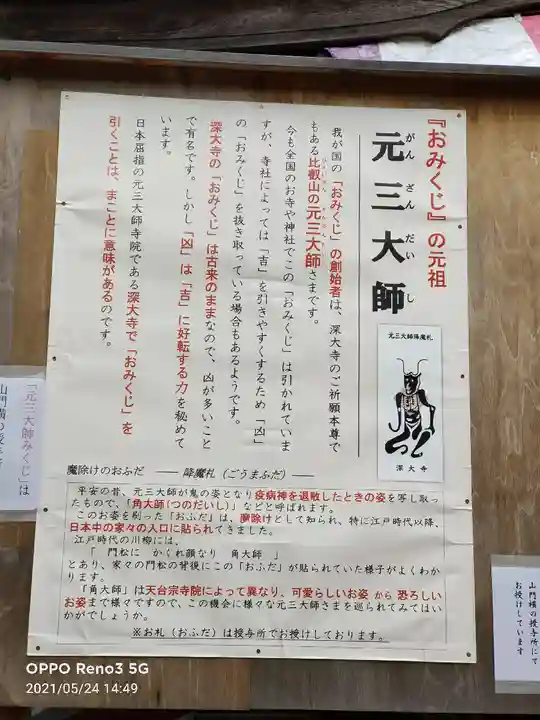 『おみくじ』の元祖
元三大師
がんざんだいし
我が国の「おみくじ」の創始者は、深大寺のご祈願本尊で
もある比叡山の元三大師さまです。
今も全国のお寺や神社でこの「おみくじ」は引かれていま
すが、寺社によっては「吉」を引きやすくするため「凶」
の「おみくじ」を抜き取っている場合もあるようです。
深大寺の「おみくじ」は古来のままなので、凶が多いこと
で有名です。しかし「凶」は「吉」に好転する力を秘めて
います。
日本屈指の元三大師寺院である深大寺で「おみくじ」を
引くことは、まことに意味があるのです。
元三大師降魔札
深大寺
魔除けのおふだ ―― 降魔札(ごうまふだ)――
平安の昔、元三大師が鬼の姿となり疫病神を退散したときの姿を写し取っ
たもので、「角大師(つのだいし)」などと呼ばれます。
このお姿を刷った「おふだ」は、魔除けとして知られ、特に江戸時代以降、
日本中の家々の入口に貼られてきました。
江戸時代の川柳には、
「 門松に かくれ顔なり 角大師 」
とあり、家々の門松の背後にこの「おふだ」が貼られていた様子がよくわか
ります。
「角大師」は天台宗寺院によって異なり、可愛らしいお姿 から 恐ろしい
お姿まで様々ですので、この機会に様々な元三大師さまを巡られてみてはい
かがでしょうか。
※お札(おふだ)は授与所でお授けしております。
「元三大師みくじ」は
山門横の授与所にて
お授けしています
OPPO Reno3 5G
2021/05/24 14:49